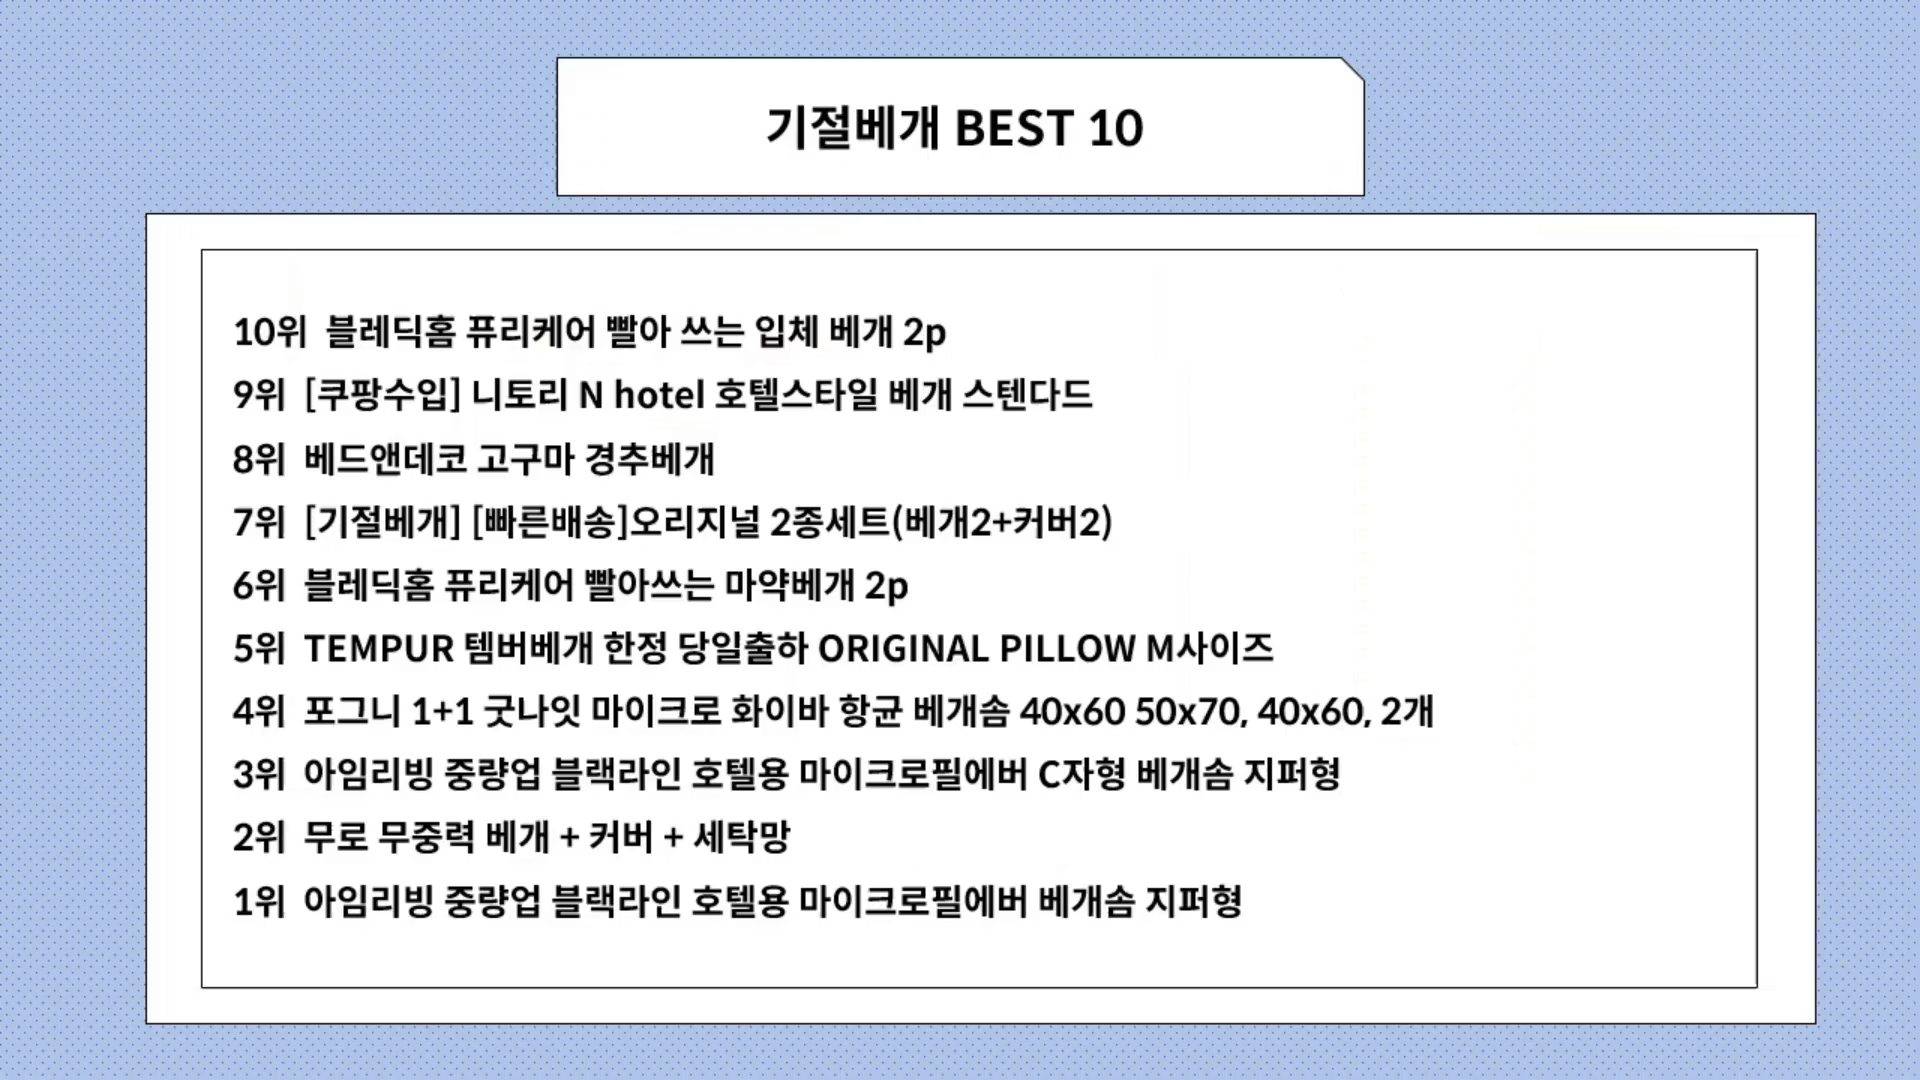 기절베개 BEST 10
10위 블레딕홈 퓨리케어 빨아 쓰는 입체 베개 2p
9위 [쿠팡수입] 니토리 N hotel 호텔스타일 베개 스텐다드
8위 베드앤데코 고구마 경추베개
7위 [기절베개] [빠른배송]오리지널 2종세트(베개2+커버2)
6위 블레딕홈 퓨리케어 빨아쓰는 마약베개 2p
5위 TEMPUR 템버베개 한정 당일출하 ORIGINAL PILLOW M사이즈
4위 포그니 1+1 굿나잇 마이크로 화이바 항균 베개솜 40x60 50x70, 40x60, 2개
3위 아임리빙 중량업 블랙라인 호텔용 마이크로필에버 C자형 베개솜 지퍼형
2위 무로 무중력 베개 + 커버 + 세탁망
1위 아임리빙 중량업 블랙라인 호텔용 마이크로필에버 베개솜 지퍼형